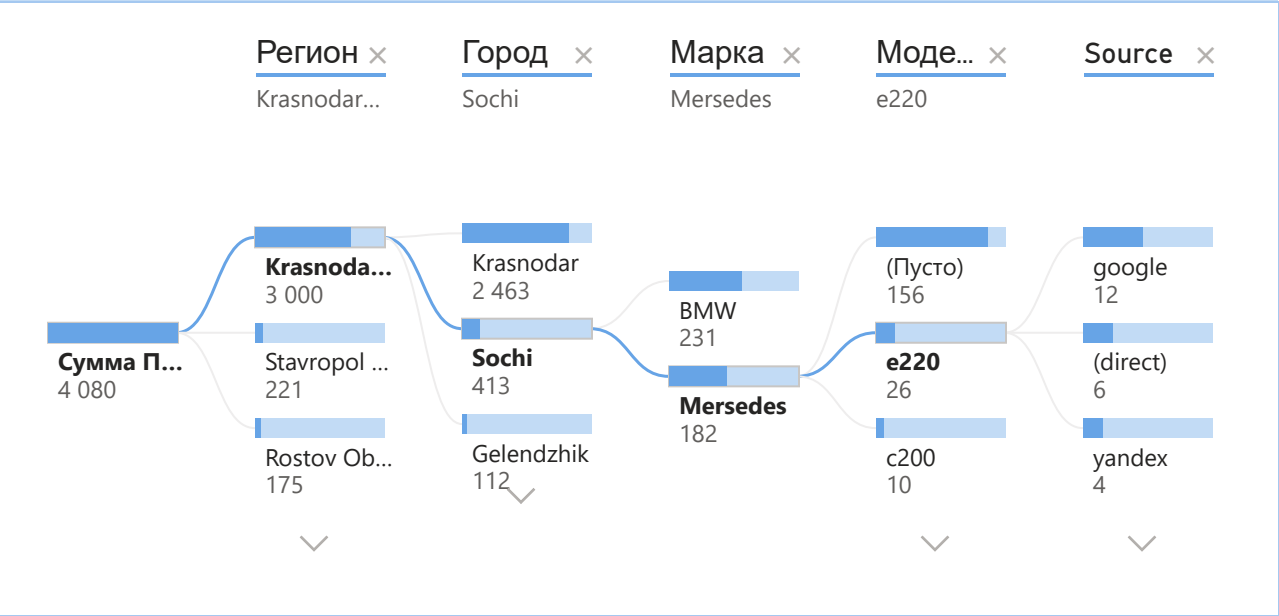 Регион
Город
Марка
Моде...
Source
Krasnodar...
Sochi
Mersedes
e220
Сумма П...
4 080
Krasnoda...
3 000
Stavropol ...
221
Rostov Ob...
175
Krasnodar
2 463
Sochi
413
Gelendzhik
112
BMW
231
Mersedes
182
(Пусто)
156
e220
26
c200
10
google
12
(direct)
6
yandex
4